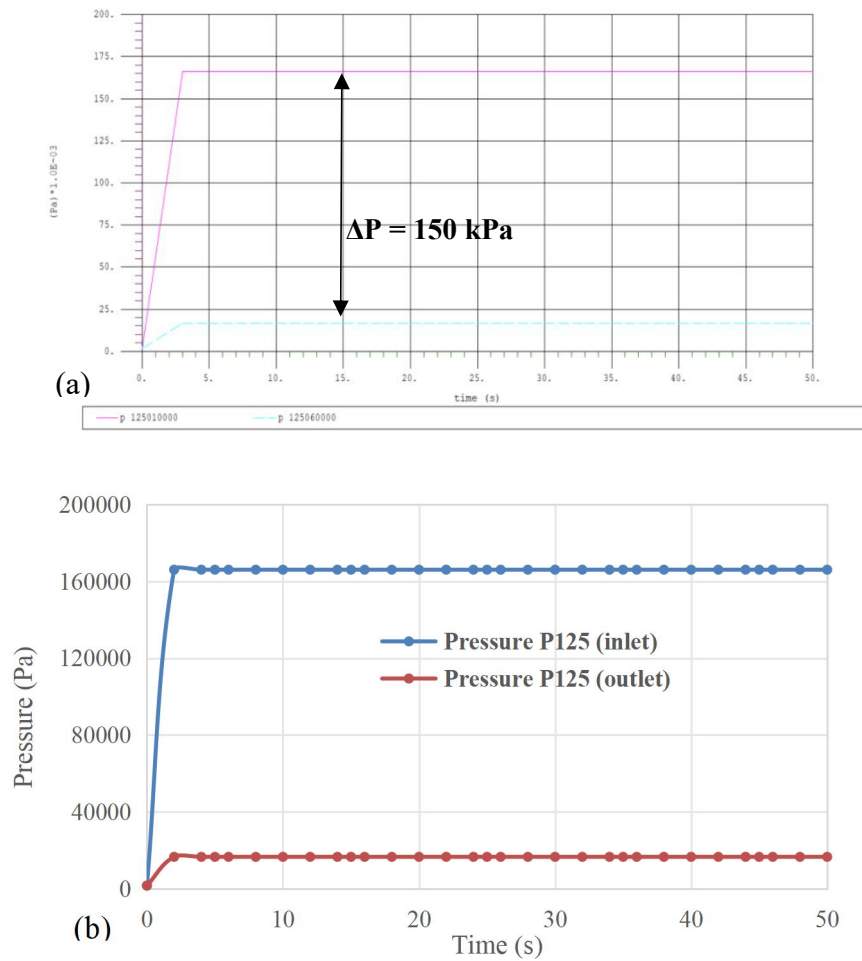 200.
175.
150.
125.
100.
75.
50.
25.
0.
(Pa)*1.0E-03
ΔP = 150 kPa
0. 5. 10. 15. 20. 25. 30. 35. 40. 45. 50.
time (s)
(a)
p 125010000 p 125060000
200000
160000
120000
80000
40000
0
Pressure (Pa)
Pressure P125 (inlet)
Pressure P125 (outlet)
0 10 20 30 40 50
Time (s)
(b)